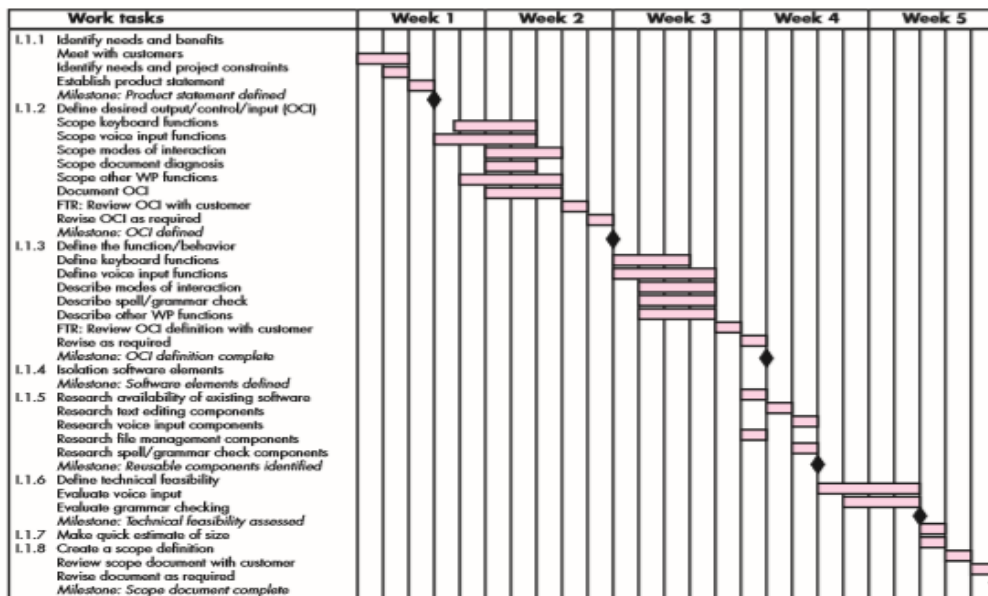 Work tasks Week 1 Week 2 Week 3 Week 4 Week 5
I.1.1 Identify needs and benefits
Meet with customers
Identify needs and project constraints
Establish product statement
Milestone: Product statement defined
I.1.2 Define desired output/control/input (OCI)
Scope keyboard functions
Scope voice input functions
Scope modes of interaction
Scope document diagnosis
Scope other WP functions
Document OCI
FTR: Review OCI with customer
Revise OCI as required
Milestone: OCI defined
I.1.3 Define the function/behavior
Define keyboard functions
Define voice input functions
Describe modes of interaction
Describe spell/grammar check
Describe other WP functions
FTR: Review OCI definition with customer
Revise as required
Milestone: OCI definition complete
I.1.4 Isolation software elements
Milestone: Software elements defined
I.1.5 Research availability of existing software
Research text editing components
Research voice input components
Research file management components
Research spell/grammar check components
Milestone: Reusable components identified
I.1.6 Define technical feasibility
Evaluate voice input
Evaluate grammar checking
Milestone: Technical feasibility assessed
I.1.7 Make quick estimate of size
I.1.8 Create a scope definition
Review scope document with customer
Revise document as required
Milestone: Scope document complete